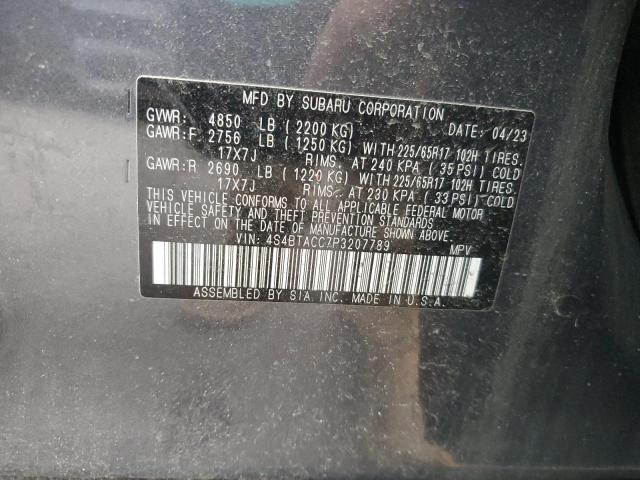 MFD BY SUBARU CORPORATION
GVWR: 4850 LB ( 2200 KG) DATE: 04/23
GAWR:F 2756 LB ( 1250 KG) WITH 225/65R17 102H TIRES.
17X7J RIMS. AT 240 KPA ( 35 PSI) COLD
GAWR:R 2690 LB ( 1220 KG) WITH 225/65R17 102H TIRES.
17X7J RIMS. AT 230 KPA ( 33 PSI) COLD
THIS VEHICLE CONFORMS TO ALL APPLICABLE FEDERAL MOTOR
VEHICLE SAFETY AND THEFT PREVENTION STANDARDS
IN EFFECT ON THE DATE OF MANUFACTURE SHOWN ABOVE.
VIN: 4S4BTACC7P3207789 MPV
ASSEMBLED BY SIA, INC. MADE IN U.S.A.